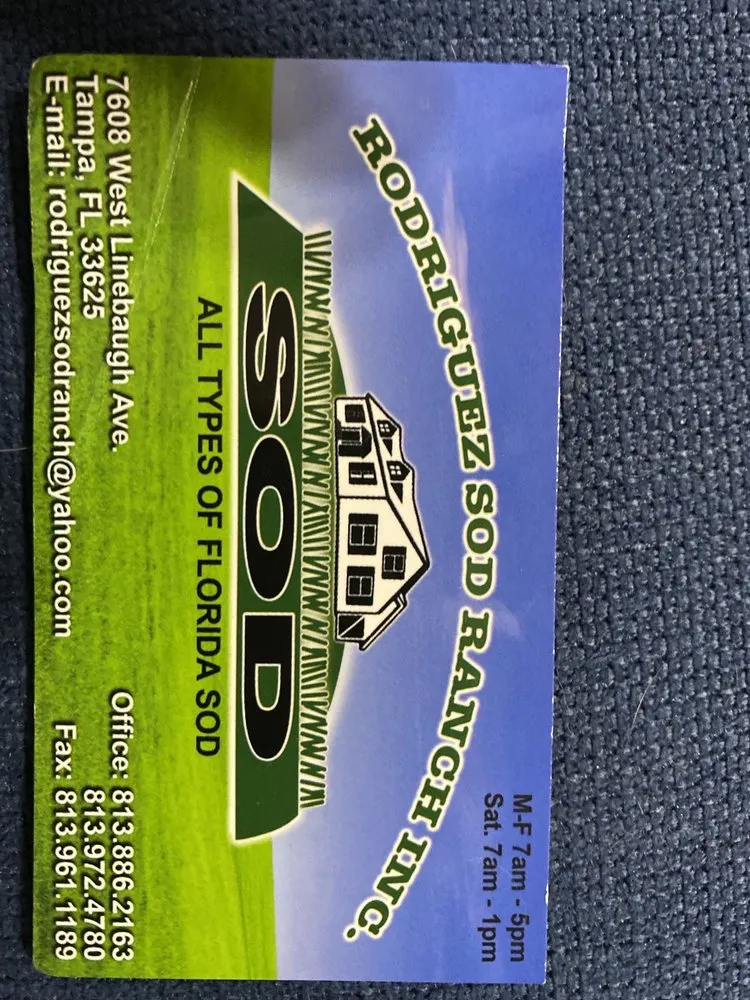 RODRIGUEZ SOD RANCH INC.
M-F 7am - 5pm
Sat. 7am - 1pm
SOD
ALL TYPES OF FLORIDA SOD
7608 West Linebaugh Ave.
Tampa, FL 33625
E-mail: rodriguezsodranch@yahoo.com
Office: 813.886.2163
813.972.4780
Fax: 813.961.1189